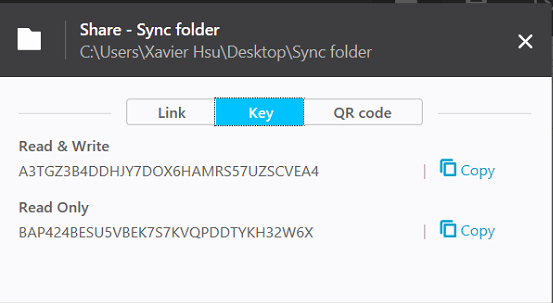 Share - Sync folder
C:\Users\Xavier Hsu\Desktop\Sync folder
Link Key QR code
Read & Write
A3TGZ3B4DDHJY7DOX6HAMRS57UZSCVEA4 | Copy
Read Only
BAP424BESU5VBEK7S7KVQPDDTYKH32W6X | Copy